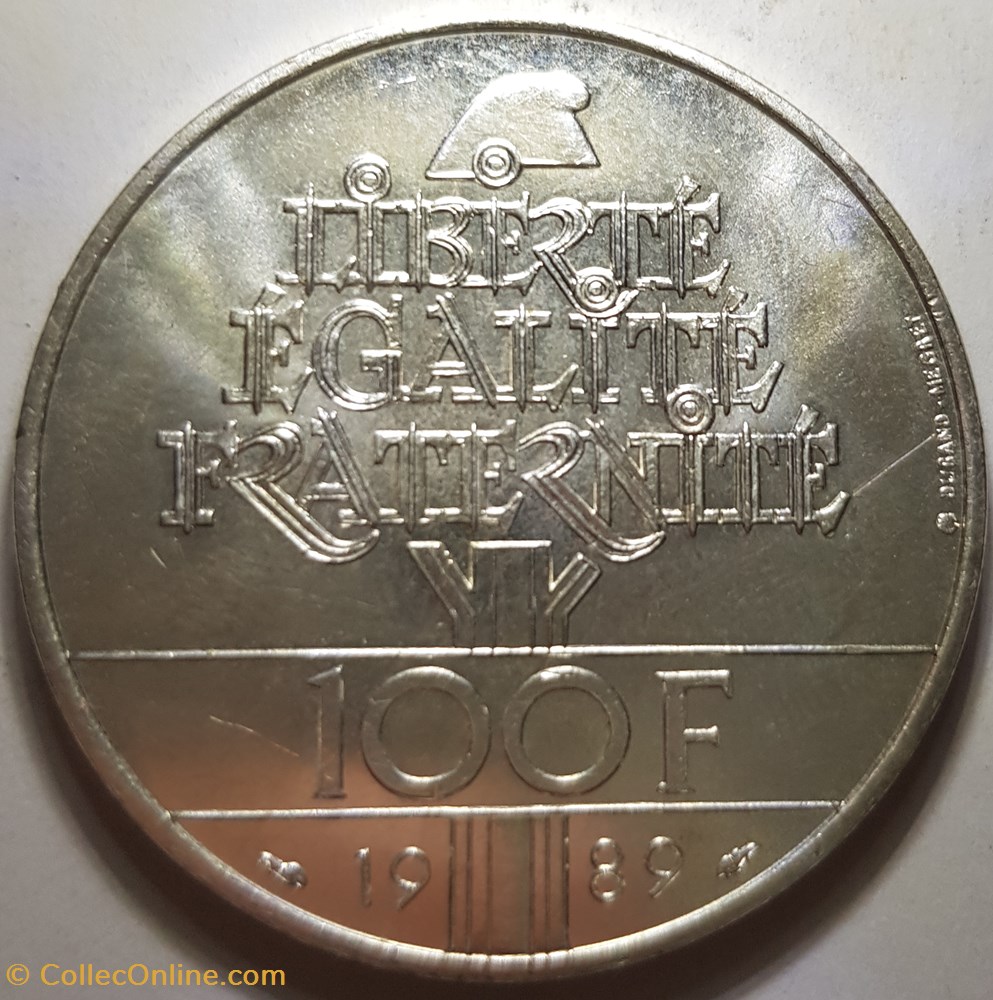 LIBERTÉ
ÉGALITÉ
FRATERNITÉ
100F
1989
© CollecOnline.com